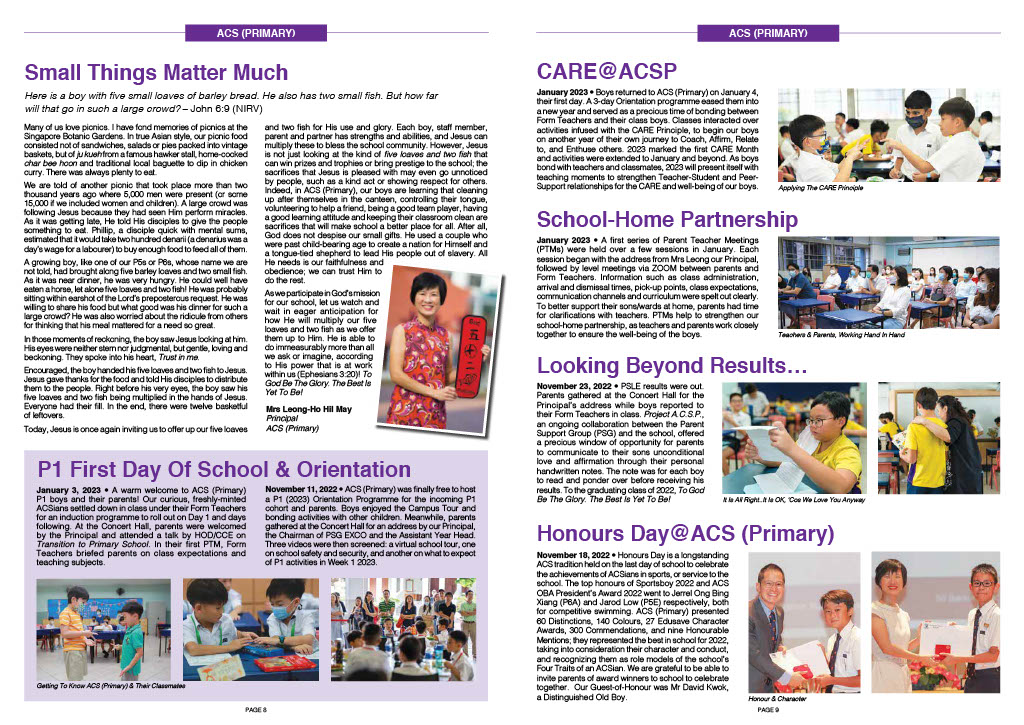 ACS (PRIMARY)
Small Things Matter Much
Here is a boy with five small loaves of barley bread. He also has two small fish. But how far
will that go in such a large crowd? – John 6:9 (NIRV)
Many of us love picnics. I have fond memories of picnics at the
Singapore Botanic Gardens. In true Asian style, our picnic food
consisted not of sandwiches, salads or pies packed into vintage
baskets, but of ju kueh from a famous hawker stall, home-cooked
char bee hoon and traditional local baguette to dip in chicken
curry. There was always plenty to eat.
We are told of another picnic that took place more than two
thousand years ago where 5,000 men were present (or some
15,000 if we included women and children). A large crowd was
following Jesus because they had seen Him perform miracles.
As it was getting late, He told His disciples to give the people
something to eat. Phillip, a disciple quick with mental sums,
estimated that it would take two hundred denarii (a denarius was a
day's wage for a labourer) to buy enough food to feed all of them.
A growing boy, like one of our P5s or P6s, whose name we are
not told, had brought along five barley loaves and two small fish.
As it was near dinner, he was very hungry. He could well have
eaten a horse, let alone five loaves and two fish! He was probably
sitting within earshot of the Lord's preposterous request. He was
willing to share his food but what good was his dinner for such a
large crowd? He was also worried about the ridicule from others
for thinking that his meal mattered for a need so great.
In those moments of reckoning, the boy saw Jesus looking at him.
His eyes were neither stern nor judgmental, but gentle, loving and
beckoning. They spoke into his heart, Trust in me.
Encouraged, the boy handed his five loaves and two fish to Jesus.
Jesus gave thanks for the food and told His disciples to distribute
them to the people. Right before his very eyes, the boy saw his
five loaves and two fish being multiplied in the hands of Jesus.
Everyone had their fill. In the end, there were twelve basketful
of leftovers.
Today, Jesus is once again inviting us to offer up our five loaves
and two fish for His use and glory. Each boy, staff member,
parent and partner has strengths and abilities, and Jesus can
multiply these to bless the school community. However, Jesus
is not just looking at the kind of five loaves and two fish that
can win prizes and trophies or bring prestige to the school; the
sacrifices that Jesus is pleased with may even go unnoticed
by people, such as a kind act or showing respect for others.
Indeed, in ACS (Primary), our boys are learning that cleaning
up after themselves in the canteen, controlling their tongue,
volunteering to help a friend, being a good team player, having
a good learning attitude and keeping their classroom clean are
sacrifices that will make school a better place for all. After all,
God does not despise our small gifts. He used a couple who
were past child-bearing age to create a nation for Himself and
a tongue-tied shepherd to lead His people out of slavery. All
He needs is our faithfulness and
obedience; we can trust Him to
do the rest.
As we participate in God's mission
for our school, let us watch and
wait in eager anticipation for
how He will multiply our five
loaves and two fish as we offer
them up to Him. He is able to
do immeasurably more than all
we ask or imagine, according
to His power that is at work
within us (Ephesians 3:20)! To
God Be The Glory. The Best Is
Yet To Be!
Mrs Leong-Ho Hil May
Principal
ACS (Primary)
P1 First Day Of School & Orientation
January 3, 2023 • A warm welcome to ACS (Primary)
P1 boys and their parents! Our curious, freshly-minted
ACSians settled down in class under their Form Teachers
for an induction programme to roll out on Day 1 and days
following. At the Concert Hall, parents were welcomed
by the Principal and attended a talk by HOD/CCE on
Transition to Primary School. In their first PTM, Form
Teachers briefed parents on class expectations and
teaching subjects.
November 11, 2022 • ACS (Primary) was finally free to host
a P1 (2023) Orientation Programme for the incoming P1
cohort and parents. Boys enjoyed the Campus Tour and
bonding activities with other children. Meanwhile, parents
gathered at the Concert Hall for an address by our Principal,
the Chairman of PSG EXCO and the Assistant Year Head.
Three videos were then screened: a virtual school tour, one
on school safety and security, and another on what to expect
of P1 activities in Week 1 2023.
Getting To Know ACS (Primary) & Their Classmates
PAGE 8
ACS (PRIMARY)
CARE@ACSP
January 2023 • Boys returned to ACS (Primary) on January 4,
their first day. A 3-day Orientation programme eased them into
a new year and served as a precious time of bonding between
Form Teachers and their class boys. Classes interacted over
activities infused with the CARE Principle, to begin our boys
on another year of their own journey to Coach, Affirm, Relate
to, and Enthuse others. 2023 marked the first CARE Month
and activities were extended to January and beyond. As boys
bond with teachers and classmates, 2023 will present itself with
teaching moments to strengthen Teacher-Student and Peer-
Support relationships for the CARE and well-being of our boys.
Applying The CARE Principle
School-Home Partnership
January 2023 • A first series of Parent Teacher Meetings
(PTMs) were held over a few sessions in January. Each
session began with the address from Mrs Leong our Principal,
followed by level meetings via ZOOM between parents and
Form Teachers. Information such as class administration,
arrival and dismissal times, pick-up points, class expectations,
communication channels and curriculum were spelt out clearly.
To better support their sons/wards at home, parents had time
for clarifications with teachers. PTMs help to strengthen our
school-home partnership, as teachers and parents work closely
together to ensure the well-being of the boys.
Teachers & Parents, Working Hand In Hand
Looking Beyond Results...
November 23, 2022 • PSLE results were out.
Parents gathered at the Concert Hall for the
Principal's address while boys reported to
their Form Teachers in class. Project A.C.S.P.,
an ongoing collaboration between the Parent
Support Group (PSG) and the school, offered
a precious window of opportunity for parents
to communicate to their sons unconditional
love and affirmation through their personal
handwritten notes. The note was for each boy
to read and ponder over before receiving his
results. To the graduating class of 2022, To God
Be The Glory. The Best Is Yet To Be!
It Is All Right..It Is OK, 'Cos We Love You Anyway
Honours Day@ACS (Primary)
November 18, 2022 • Honours Day is a longstanding
ACS tradition held on the last day of school to celebrate
the achievements of ACSians in sports, or service to the
school. The top honours of Sportsboy 2022 and ACS
OBA President's Award 2022 went to Jerrel Ong Bing
Xiang (P6A) and Jarod Low (P5E) respectively, both
for competitive swimming. ACS (Primary) presented
60 Distinctions, 140 Colours, 27 Edusave Character
Awards, 300 Commendations, and nine Honourable
Mentions; they represented the best in school for 2022,
taking into consideration their character and conduct,
and recognizing them as role models of the school's
Four Traits of an ACSian. We are grateful to be able to
invite parents of award winners to school to celebrate
together. Our Guest-of-Honour was Mr David Kwok,
a Distinguished Old Boy.
Honour & Character
PAGE 9